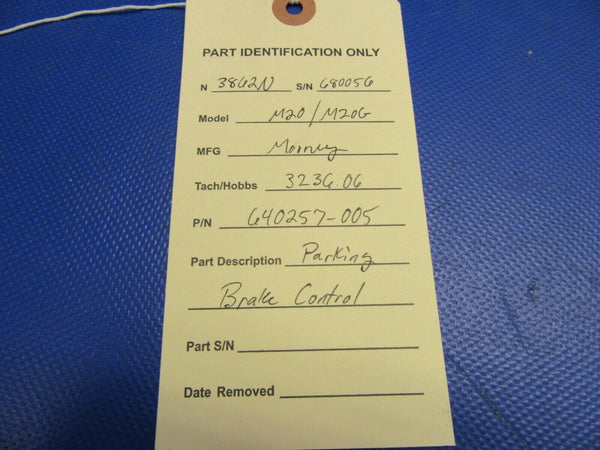 PART IDENTIFICATION ONLY
N 3862N S/N 680056
Model M20/M20G
MFG Mooney
Tach/Hobbs 3236.06
P/N 640257-005
Part Description Parking
Brake Control
Part S/N
Date Removed